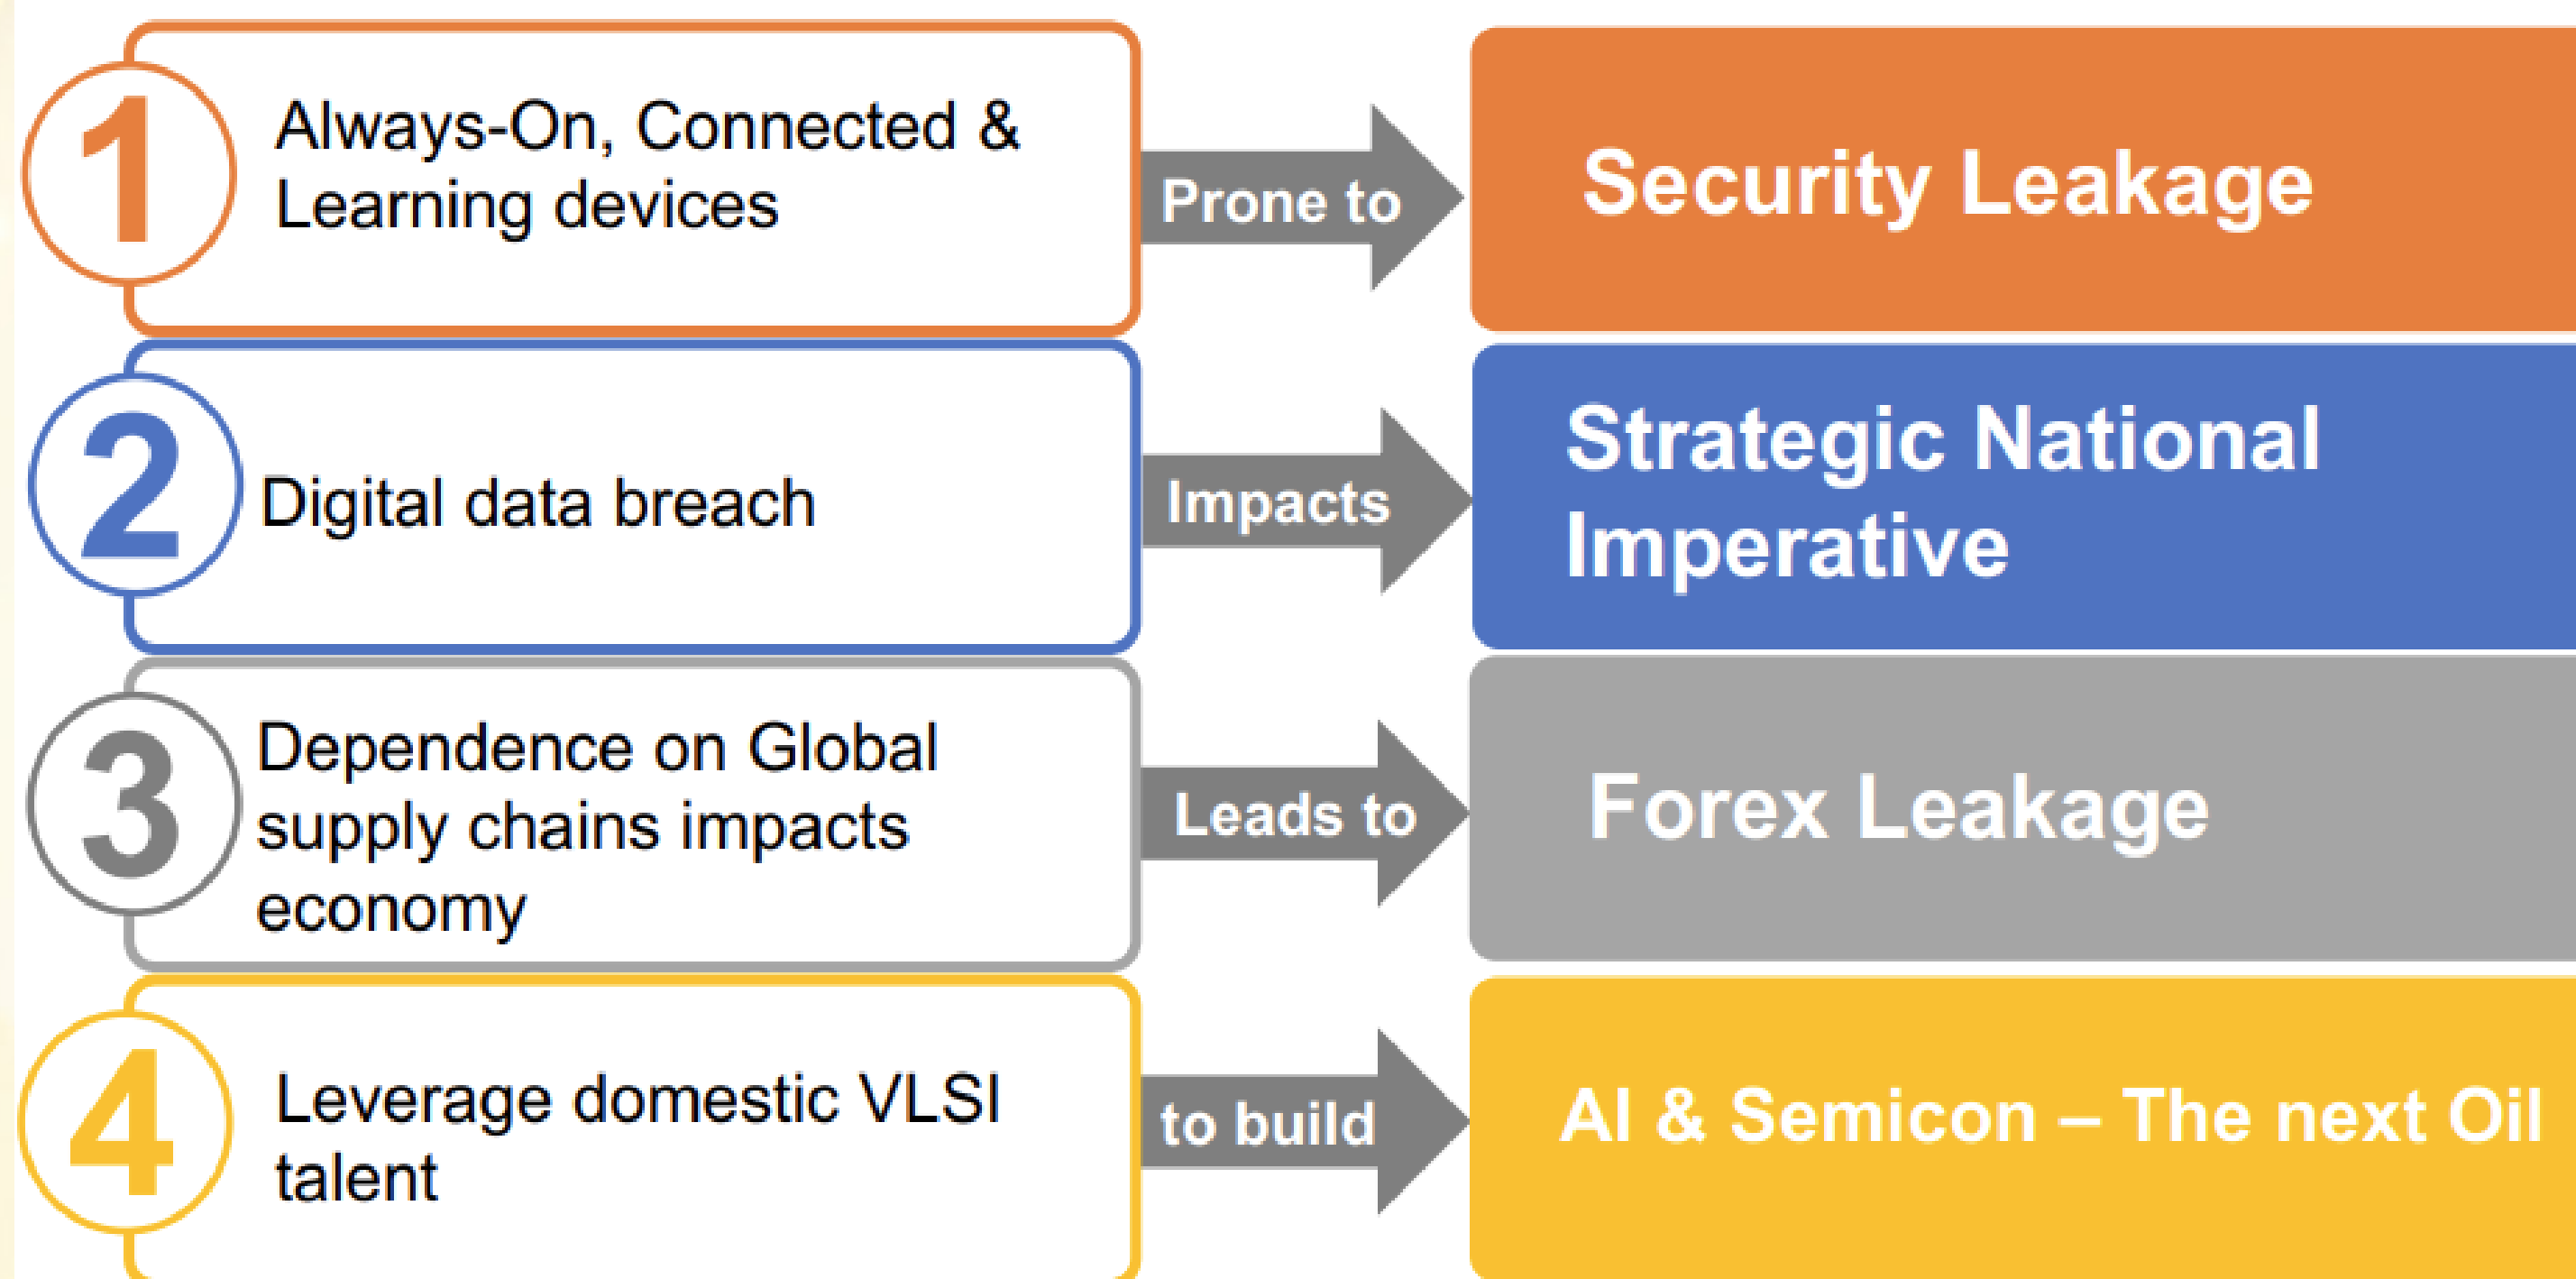 1
Always-On, Connected &
Learning devices
Prone to
Security Leakage
2
Digital data breach
Impacts
Strategic National
Imperative
3
Dependence on Global
supply chains impacts
economy
Leads to
Forex Leakage
4
Leverage domestic VLSI
talent
to build
AI & Semicon – The next Oil